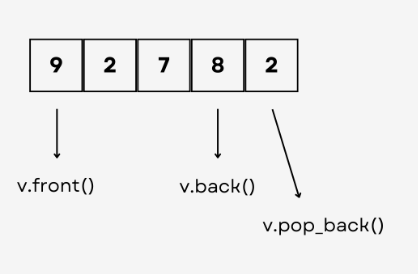 9 2 7 8 2
v.front()
v.back()
v.pop_back()